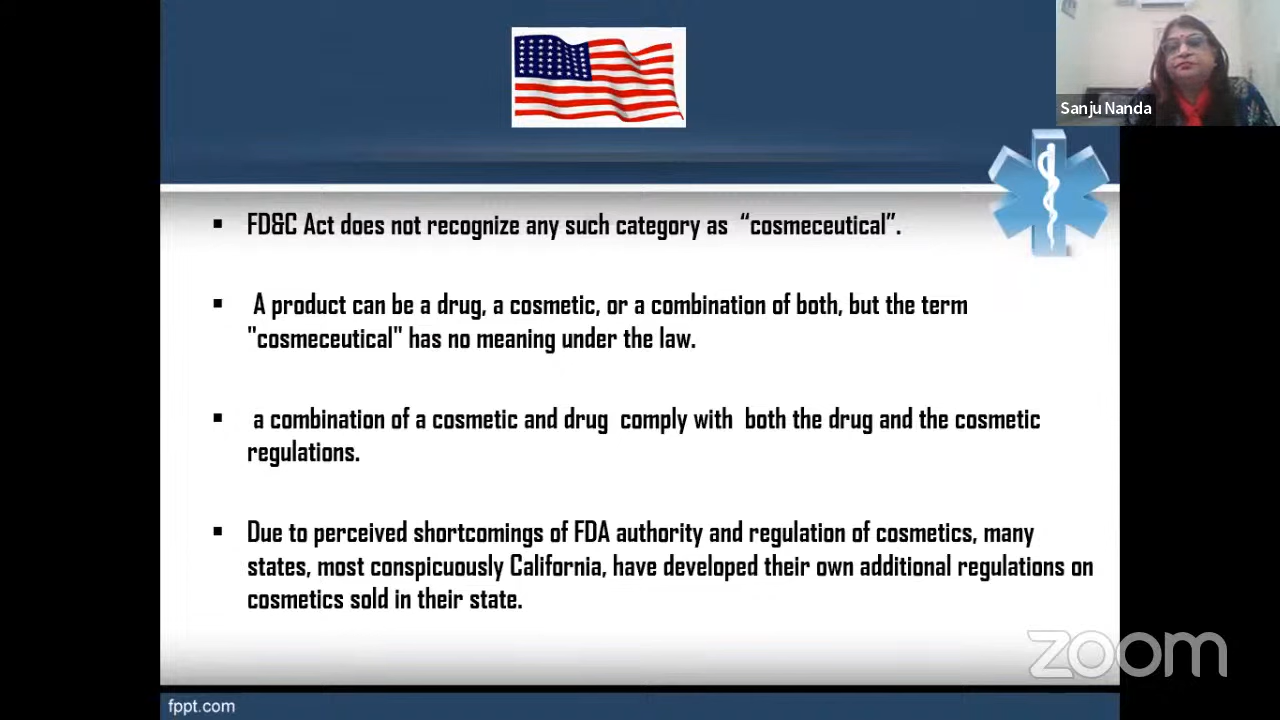 Sanju Nanda
FD&C Act does not recognize any such category as “cosmeceutical”.
A product can be a drug, a cosmetic, or a combination of both, but the term
"cosmeceutical" has no meaning under the law.
a combination of a cosmetic and drug comply with both the drug and the cosmetic
regulations.
Due to perceived shortcomings of FDA authority and regulation of cosmetics, many
states, most conspicuously California, have developed their own additional regulations on
cosmetics sold in their state.
zoom
fppt.com